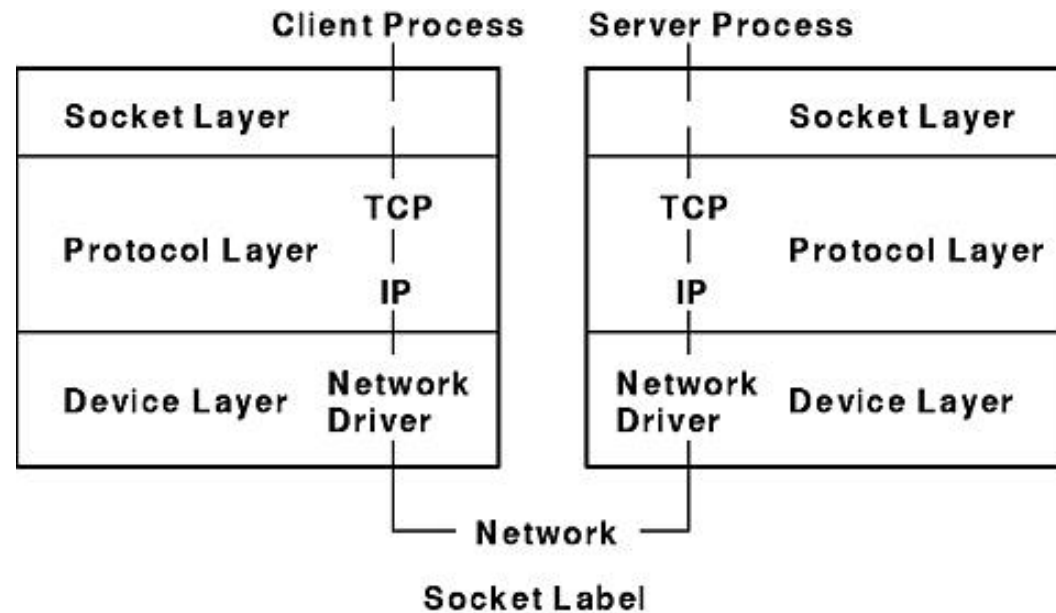 Client Process
Server Process
Socket Layer
Socket Layer
TCP
TCP
Protocol Layer
Protocol Layer
IP
IP
Device Layer
Network
Driver
Network
Driver
Device Layer
Network
Socket Label